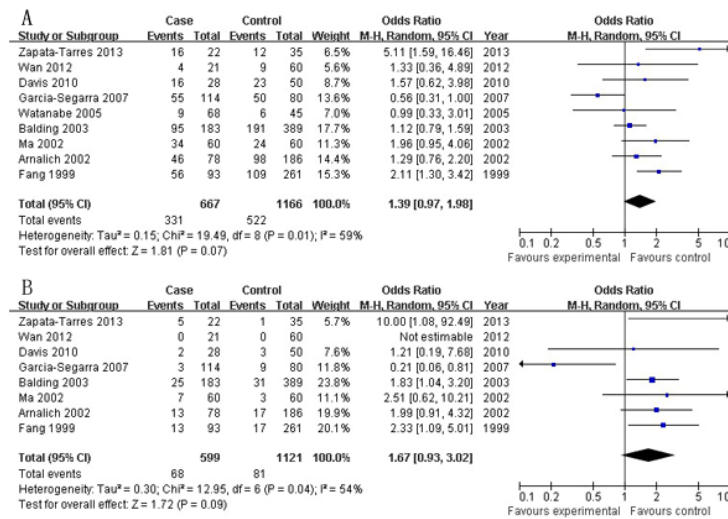 A
Case Control Odds Ratio Odds Ratio
Study or Subgroup Events Total Events Total Weight M-H, Random, 95% CI Year M-H, Random, 95% CI
Zapata-Tarres 2013 16 22 12 35 6.5% 5.11 [1.59, 16.46] 2013
Wan 2012 4 21 9 60 5.6% 1.33 [0.36, 4.89] 2012
Davis 2010 16 28 23 50 9.1% 1.57 [0.62, 3.98] 2010
Garcia-Segarra 2007 55 114 50 80 13.7% 0.56 [0.31, 1.00] 2007
Watanabe 2005 9 68 6 45 7.0% 0.99 [0.33, 3.01] 2005
Balding 2003 95 183 191 389 17.7% 1.12 [0.79, 1.59] 2003
Ma 2002 34 60 24 60 11.3% 1.96 [0.95, 4.06] 2002
Arnalich 2002 46 78 98 186 14.4% 1.29 [0.76, 2.20] 2002
Fang 1999 56 93 109 261 15.3% 2.11 [1.30, 3.42] 1999
Total (95% CI) 667 1166 100.0% 1.39 [0.97, 1.98]
Total events 331 522
Heterogeneity: Tau² = 0.15; Chi² = 19.49, df = 8 (P = 0.01); I² = 59%
Test for overall effect: Z = 1.81 (P = 0.07)
0.1 0.2 0.5 1 2 5 10
Favours experimental Favours control
B
Case Control Odds Ratio Odds Ratio
Study or Subgroup Events Total Events Total Weight M-H, Random, 95% CI Year M-H, Random, 95% CI
Zapata-Tarres 2013 5 22 1 35 5.7% 10.00 [1.08, 92.49] 2013
Wan 2012 0 21 0 60 Not estimable 2012
Davis 2010 2 28 3 50 7.6% 1.21 [0.19, 7.68] 2010
Garcia-Segarra 2007 3 114 9 80 11.0% 0.21 [0.06, 0.81] 2007
Balding 2003 25 183 31 389 23.8% 1.83 [1.04, 3.20] 2003
Ma 2002 7 60 3 60 11.1% 2.51 [0.62, 10.21] 2002
Arnalich 2002 13 78 17 186 19.9% 1.99 [0.91, 4.32] 2002
Fang 1999 13 93 17 261 20.1% 2.33 [1.09, 5.01] 1999
Total (95% CI) 599 1121 100.0% 1.67 [0.93, 3.02]
Total events 68 81
Heterogeneity: Tau² = 0.30; Chi² = 12.95, df = 6 (P = 0.04); I² = 54%
Test for overall effect: Z = 1.72 (P = 0.09)
0.1 0.2 0.5 1 2 5 10
Favours experimental Favours control